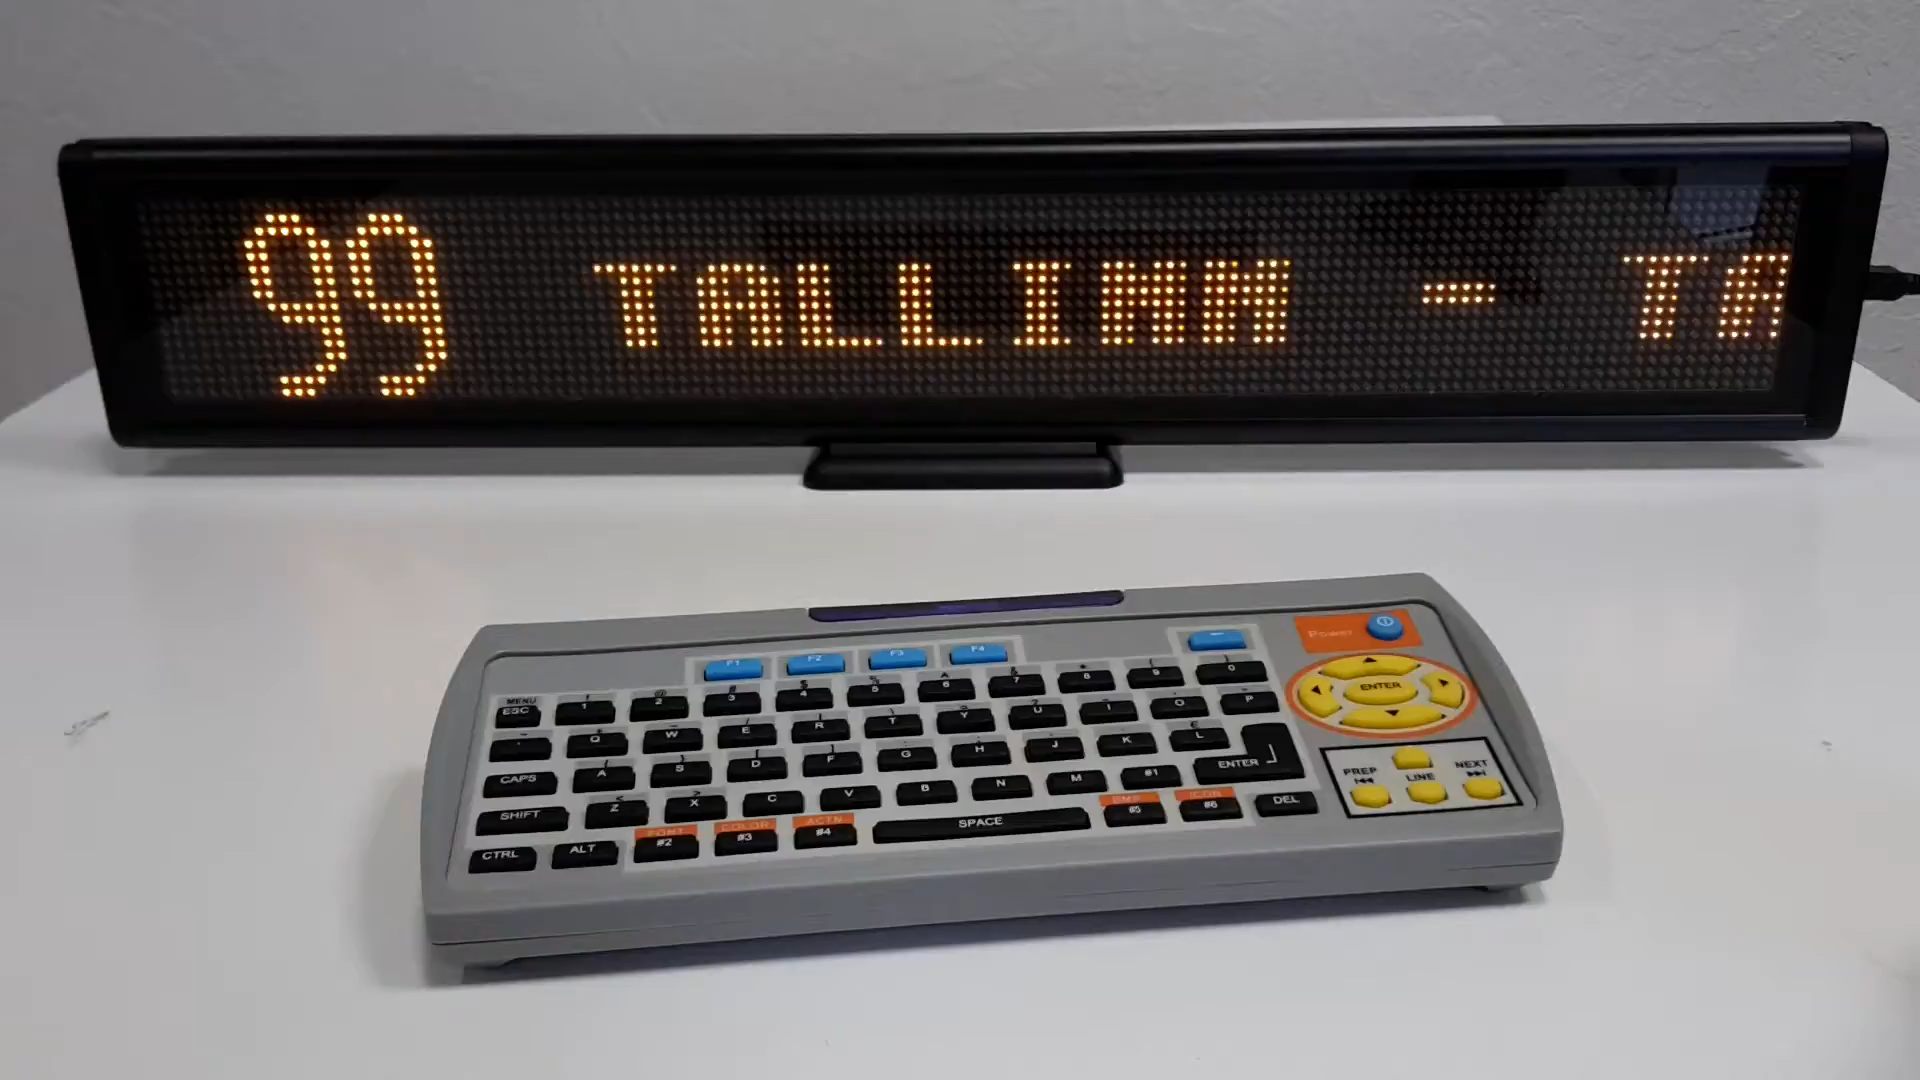 99 TALLINN - TA
F1 F2 F3 F4
Power
MENU
ESC 1 2 3 4 5 6 7 8 9 0
Q W E R T Y U I O P
ENTER
CAPS A S D F G H J K L
ENTER
SHIFT Z X C V B N M #1
PREP LINE NEXT
FONT COLOR ACTN ICON
CTRL ALT #2 #3 #4 SPACE #5 #6 DEL